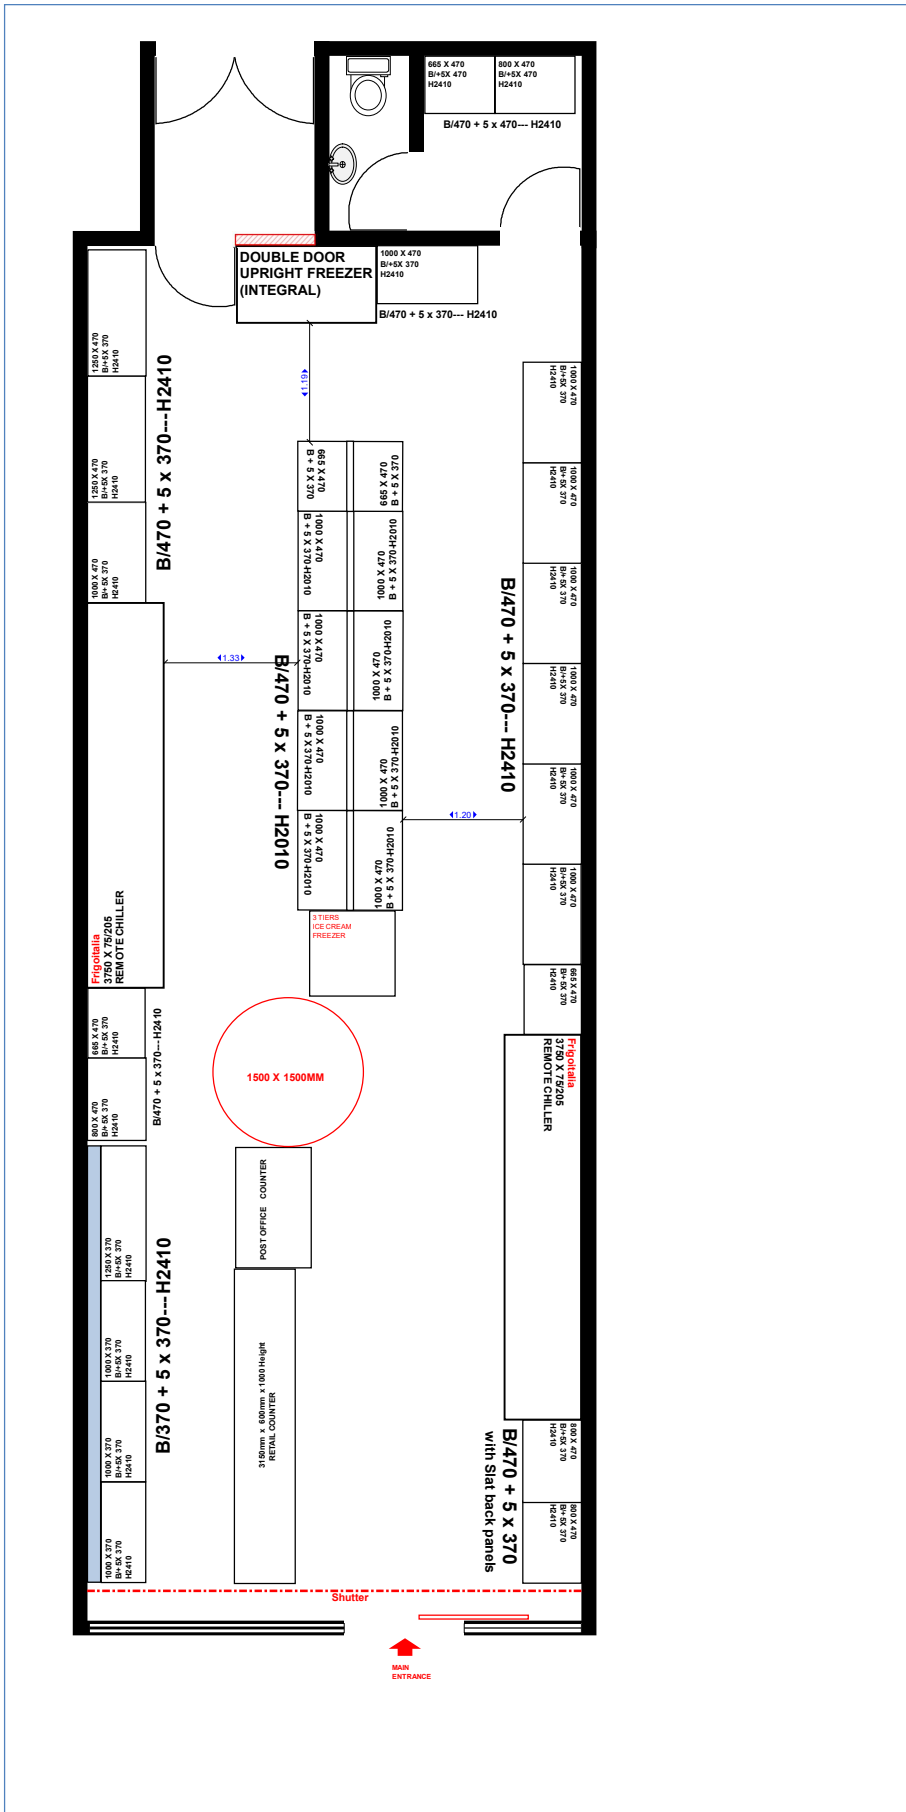 665 X 470
B/+5X 470
H2410
800 X 470
B/+5X 470
H2410
B/470 + 5 x 470--- H2410
DOUBLE DOOR
UPRIGHT FREEZER
(INTEGRAL)
1000 X 470
B/+5X 370
H2410
B/470 + 5 x 370--- H2410
1250 X 470
B/+5X 370
H2410
1250 X 470
B/+5X 370
H2410
1000 X 470
B/+5X 370
H2410
B/470 + 5 x 370---H2410
1.19
665 X 470
B + 5 X 370
1000 X 470
B + 5 X 370-H2010
1000 X 470
B + 5 X 370-H2010
1000 X 470
B + 5 X 370-H2010
1000 X 470
B + 5 X 370-H2010
665 X 470
B + 5 X 370
1000 X 470
B + 5 X 370-H2010
1000 X 470
B + 5 X 370-H2010
1000 X 470
B + 5 X 370-H2010
1000 X 470
B + 5 X 370-H2010
B/470 + 5 x 370--- H2010
1.33
1.20
B/470 + 5 x 370--- H2410
1000 X 470
B/+5X 370
H2410
1000 X 470
B/+5X 370
H2410
1000 X 470
B/+5X 370
H2410
1000 X 470
B/+5X 370
H2410
1000 X 470
B/+5X 370
H2410
1000 X 470
B/+5X 370
H2410
665 X 470
B/+5X 370
H2410
Frigoitalia
3750 X 75/205
REMOTE CHILLER
3 TIERS
ICE CREAM
FREEZER
665 X 470
B/+5X 370
H2410
800 X 470
B/+5X 370
H2410
B/470 + 5 x 370---H2410
1500 X 1500MM
Frigoitalia
3750 X 75/205
REMOTE CHILLER
POST OFFICE COUNTER
1250 X 370
B/+5X 370
H2410
1000 X 370
B/+5X 370
H2410
1000 X 370
B/+5X 370
H2410
1000 X 370
B/+5X 370
H2410
B/370 + 5 x 370---H2410
3150mm x 600mm x 1000 Height
RETAIL COUNTER
800 X 470
B/+5X 370
H2410
800 X 470
B/+5X 370
H2410
B/470 + 5 x 370
with Slat back panels
Shutter
MAIN
ENTRANCE